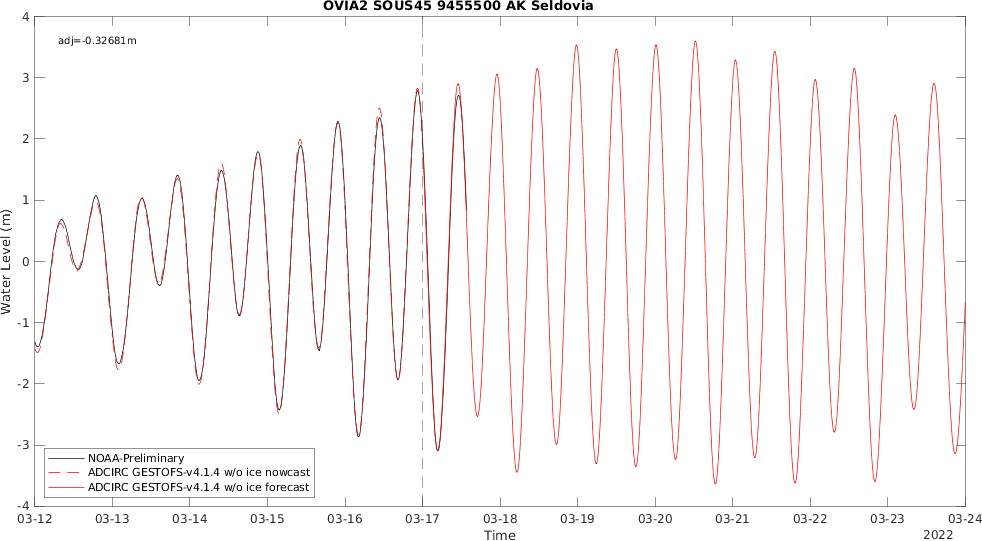 OVIA2 SOUS45 9455500 AK Seldovia
adj=-0.32681m
4
3
2
1
0
-1
-2
-3
-4
Water Level (m)
NOAA-Preliminary
ADCIRC GESTOFS-v4.1.4 w/o ice nowcast
ADCIRC GESTOFS-v4.1.4 w/o ice forecast
03-12 03-13 03-14 03-15 03-16 03-17 03-18 03-19 03-20 03-21 03-22 03-23 03-24
Time
2022